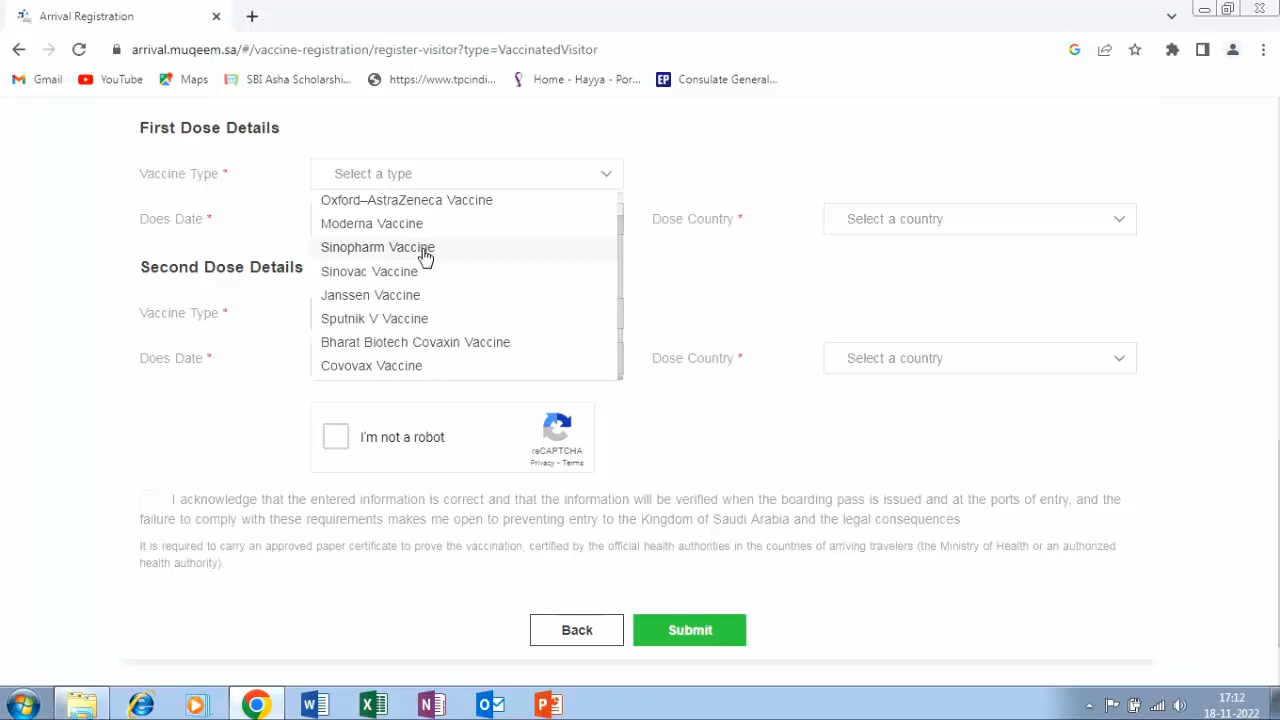 Arrival Registration
arrival.muqeem.sa/#/vaccine-registration/register-visitor?type=VaccinatedVisitor
Gmail YouTube Maps SBI Asha Scholarshi... https://www.tpcindi... Home - Hayya - Por... EP Consulate General...
First Dose Details
Vaccine Type * Select a type
Oxford–AstraZeneca Vaccine
Does Date * Dose Country * Select a country
Moderna Vaccine
Sinopharm Vaccine
Second Dose Details
Sinovac Vaccine
Janssen Vaccine
Vaccine Type *
Sputnik V Vaccine
Bharat Biotech Covaxin Vaccine
Does Date * Dose Country * Select a country
Covovax Vaccine
I'm not a robot
reCAPTCHA
Privacy - Terms
I acknowledge that the entered information is correct and that the information will be verified when the boarding pass is issued and at the ports of entry, and the
failure to comply with these requirements makes me open to preventing entry to the Kingdom of Saudi Arabia and the legal consequences
It is required to carry an approved paper certificate to prove the vaccination, certified by the official health authorities in the countries of arriving travelers (the Ministry of Health or an authorized
health authority).
Back Submit
17:12
18-11-2022